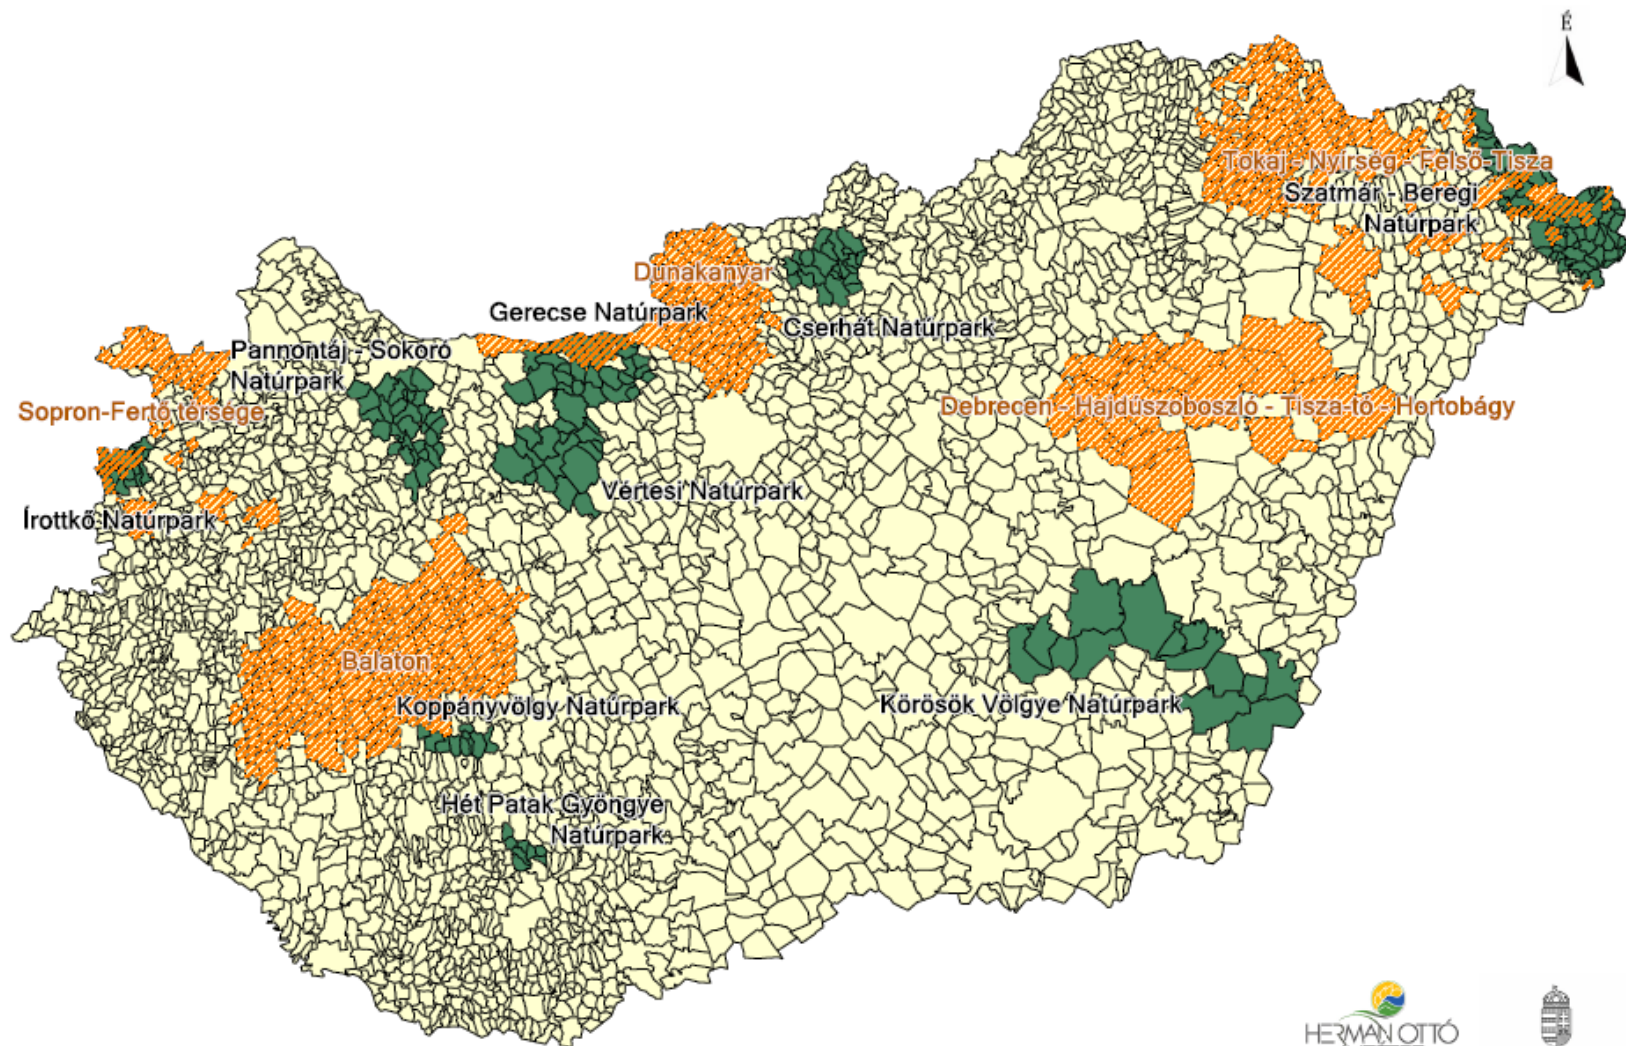 É
Tokaj - Nyírség - Felső-Tisza
Szatmár - Beregi
Natúrpark
Dunakanyar
Gerecse Natúrpark
Cserhát Natúrpark
Pannontáj - Sokoró
Natúrpark
Sopron-Fertő térsége
Debrecen - Hajdúszoboszló - Tisza-tó - Hortobágy
Vértesi Natúrpark
Írottkő Natúrpark
Balaton
Koppányvölgy Natúrpark
Körösök Völgye Natúrpark
Hét Patak Gyöngye
Natúrpark
HERMAN OTTÓ